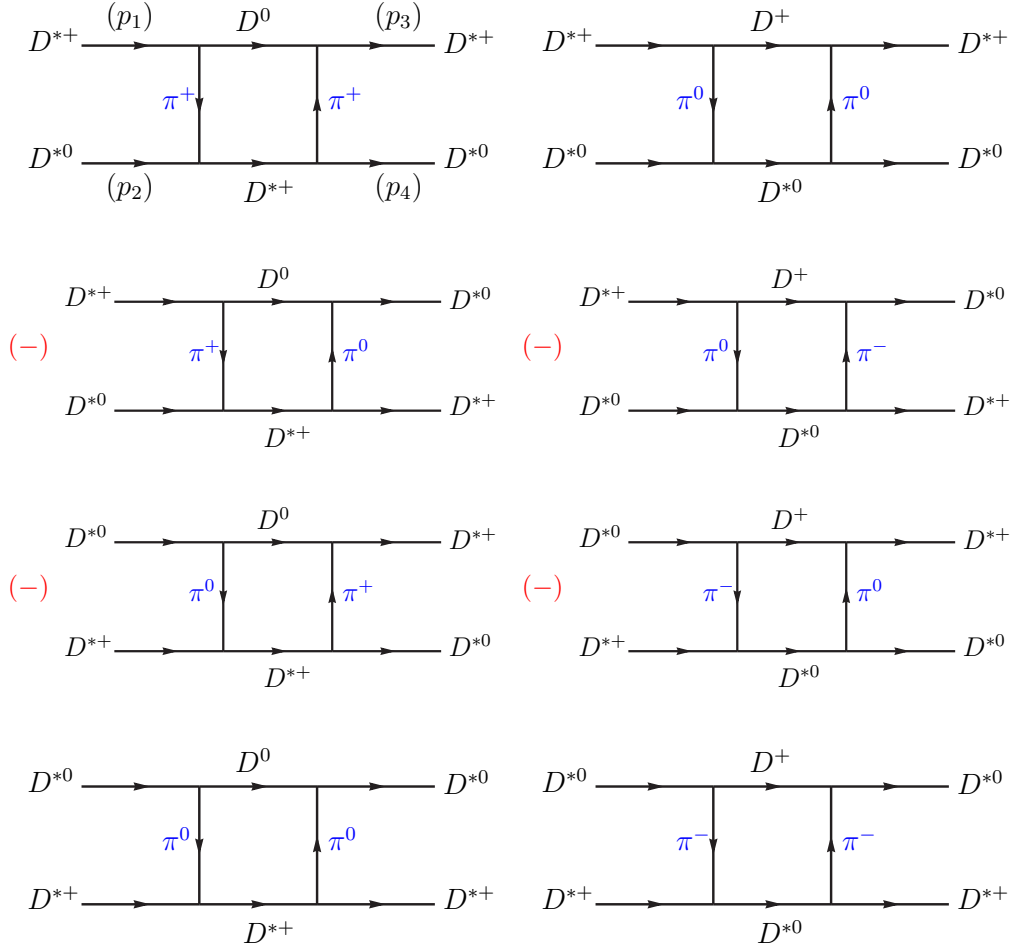 (p₁) D⁰ (p₃) D⁺
D*⁺ D*⁺ D*⁺ D*⁺
π⁺ π⁺ π⁰ π⁰
D*⁰ D*⁰ D*⁰ D*⁰
(p₂) D*⁺ (p₄) D*⁰
D⁰ D⁺
D*⁺ D*⁰ D*⁺ D*⁰
(−) π⁺ π⁰ (−) π⁰ π⁻
D*⁰ D*⁺ D*⁰ D*⁺
D*⁺ D*⁰
D⁰ D⁺
D*⁰ D*⁺ D*⁰ D*⁺
(−) π⁰ π⁺ (−) π⁻ π⁰
D*⁺ D*⁰ D*⁺ D*⁰
D*⁺ D*⁰
D⁰ D⁺
D*⁰ D*⁰ D*⁰ D*⁰
π⁰ π⁰ π⁻ π⁻
D*⁺ D*⁺ D*⁺ D*⁺
D*⁺ D*⁰